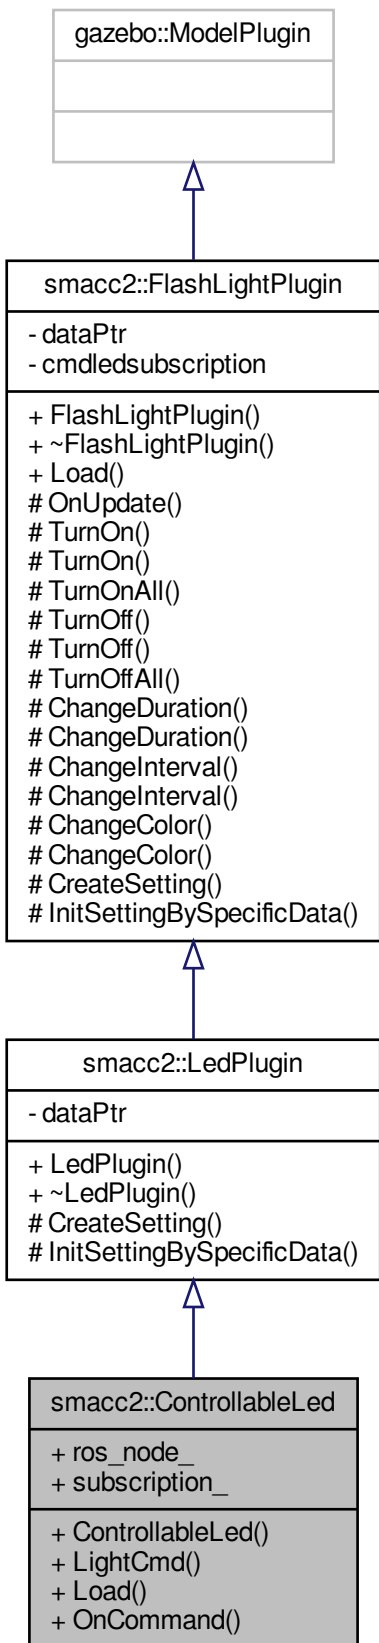 gazebo::ModelPlugin
smacc2::FlashLightPlugin
- dataPtr
- cmdledsubscription
+ FlashLightPlugin()
+ ~FlashLightPlugin()
+ Load()
# OnUpdate()
# TurnOn()
# TurnOn()
# TurnOnAll()
# TurnOff()
# TurnOff()
# TurnOffAll()
# ChangeDuration()
# ChangeDuration()
# ChangeInterval()
# ChangeInterval()
# ChangeColor()
# ChangeColor()
# CreateSetting()
# InitSettingBySpecificData()
smacc2::LedPlugin
- dataPtr
+ LedPlugin()
+ ~LedPlugin()
# CreateSetting()
# InitSettingBySpecificData()
smacc2::ControllableLed
+ ros_node_
+ subscription_
+ ControllableLed()
+ LightCmd()
+ Load()
+ OnCommand()